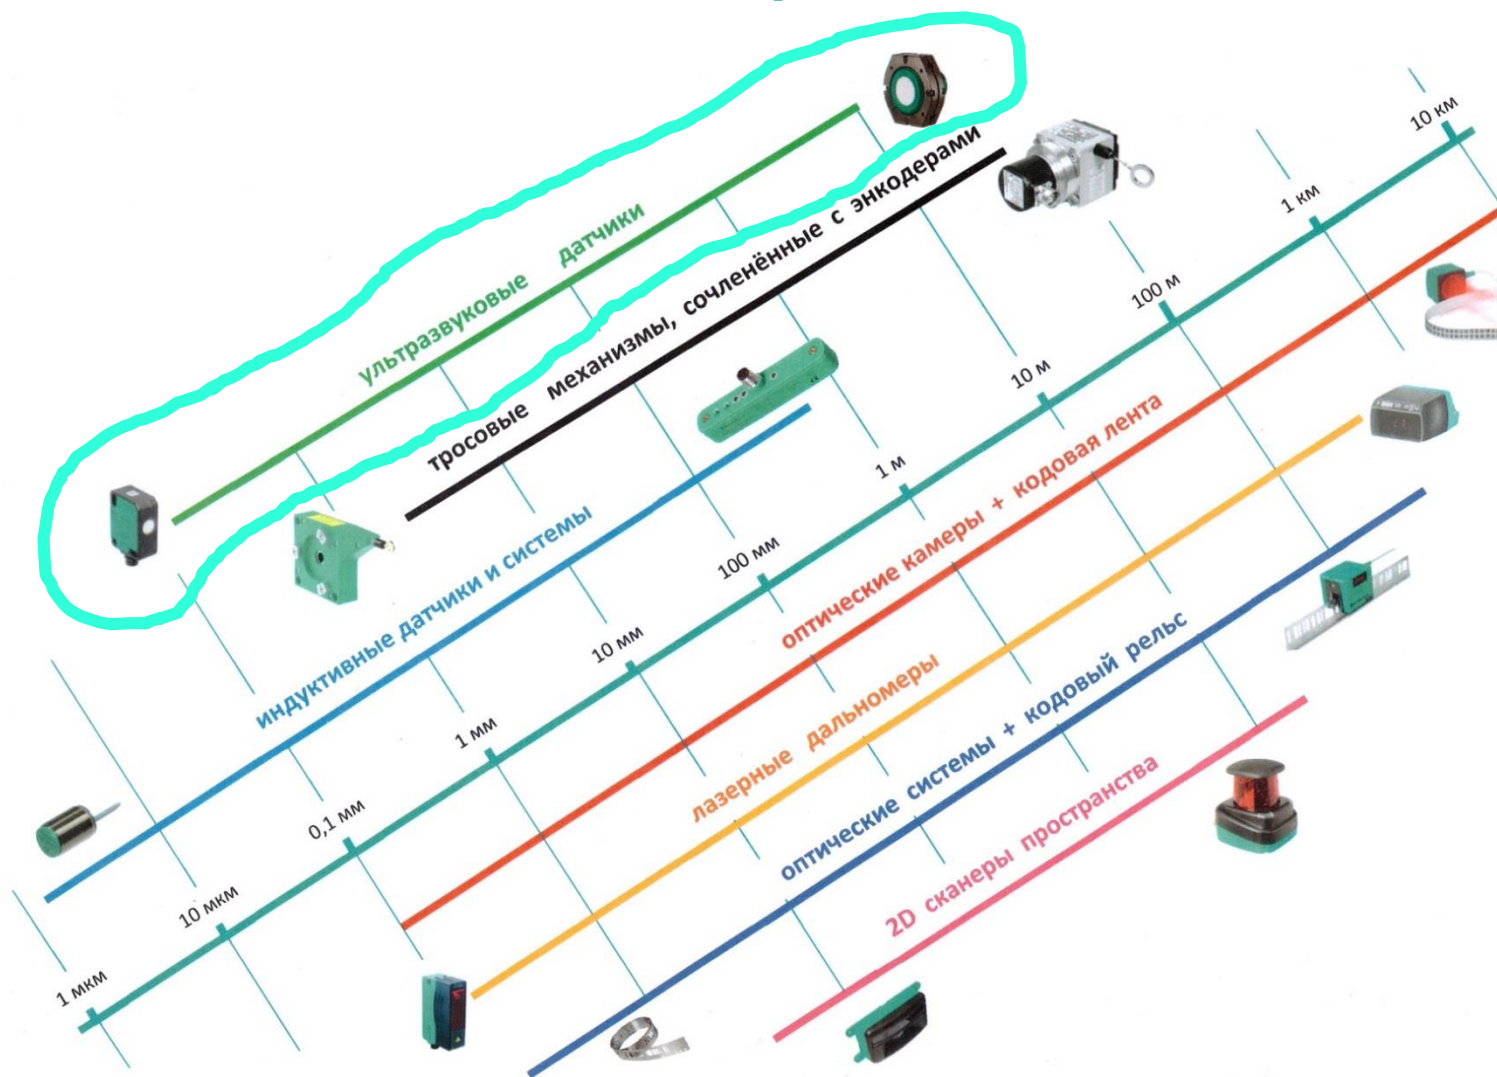 ультразвуковые датчики
тросовые механизмы, сочленённые с энкодерами
индуктивные датчики и системы
1 мкм
10 мкм
0,1 мм
1 мм
10 мм
100 мм
1 м
10 м
100 м
1 км
10 км
оптические камеры + кодовая лента
лазерные дальномеры
оптические системы + кодовый рельс
2D сканеры пространства